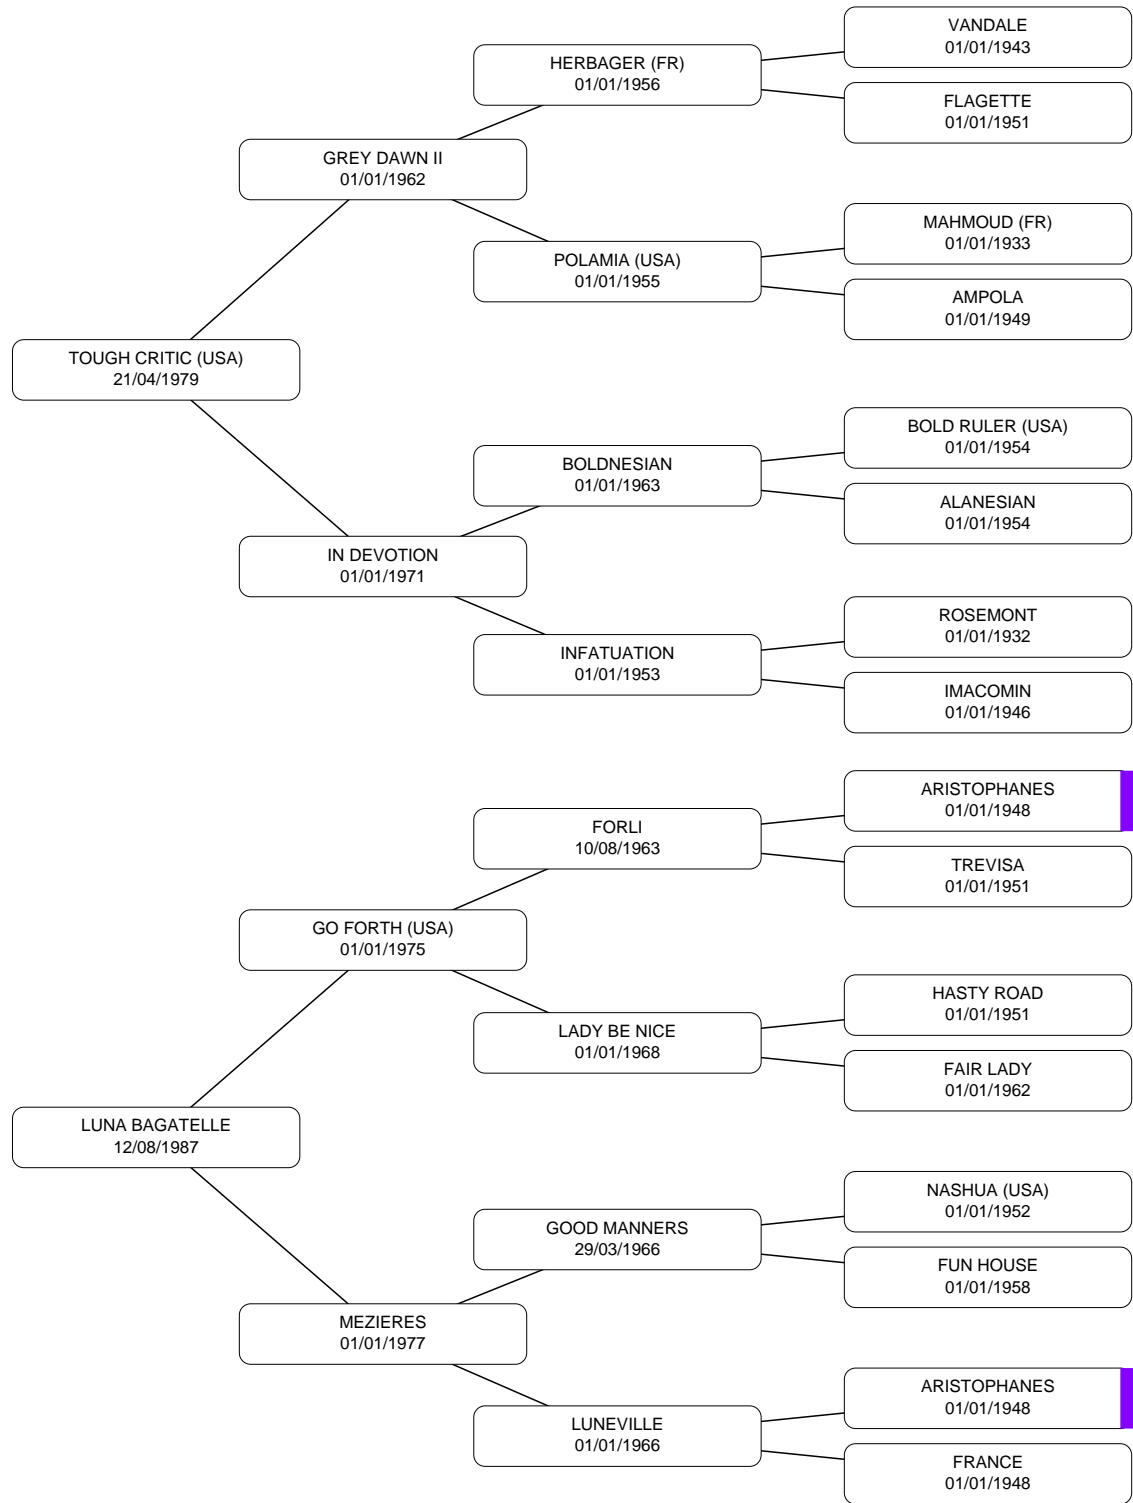 VANDALE
01/01/1943
HERBAGER (FR)
01/01/1956
FLAGETTE
01/01/1951
GREY DAWN II
01/01/1962
MAHMOUD (FR)
01/01/1933
POLAMIA (USA)
01/01/1955
AMPOLA
01/01/1949
TOUGH CRITIC (USA)
21/04/1979
BOLD RULER (USA)
01/01/1954
BOLDNESIAN
01/01/1963
ALANESIAN
01/01/1954
IN DEVOTION
01/01/1971
ROSEMONT
01/01/1932
INFATUATION
01/01/1953
IMACOMIN
01/01/1946
ARISTOPHANES
01/01/1948
FORLI
10/08/1963
TREVISA
01/01/1951
GO FORTH (USA)
01/01/1975
HASTY ROAD
01/01/1951
LADY BE NICE
01/01/1968
FAIR LADY
01/01/1962
LUNA BAGATELLE
12/08/1987
NASHUA (USA)
01/01/1952
GOOD MANNERS
29/03/1966
FUN HOUSE
01/01/1958
MEZIERES
01/01/1977
ARISTOPHANES
01/01/1948
LUNEVILLE
01/01/1966
FRANCE
01/01/1948